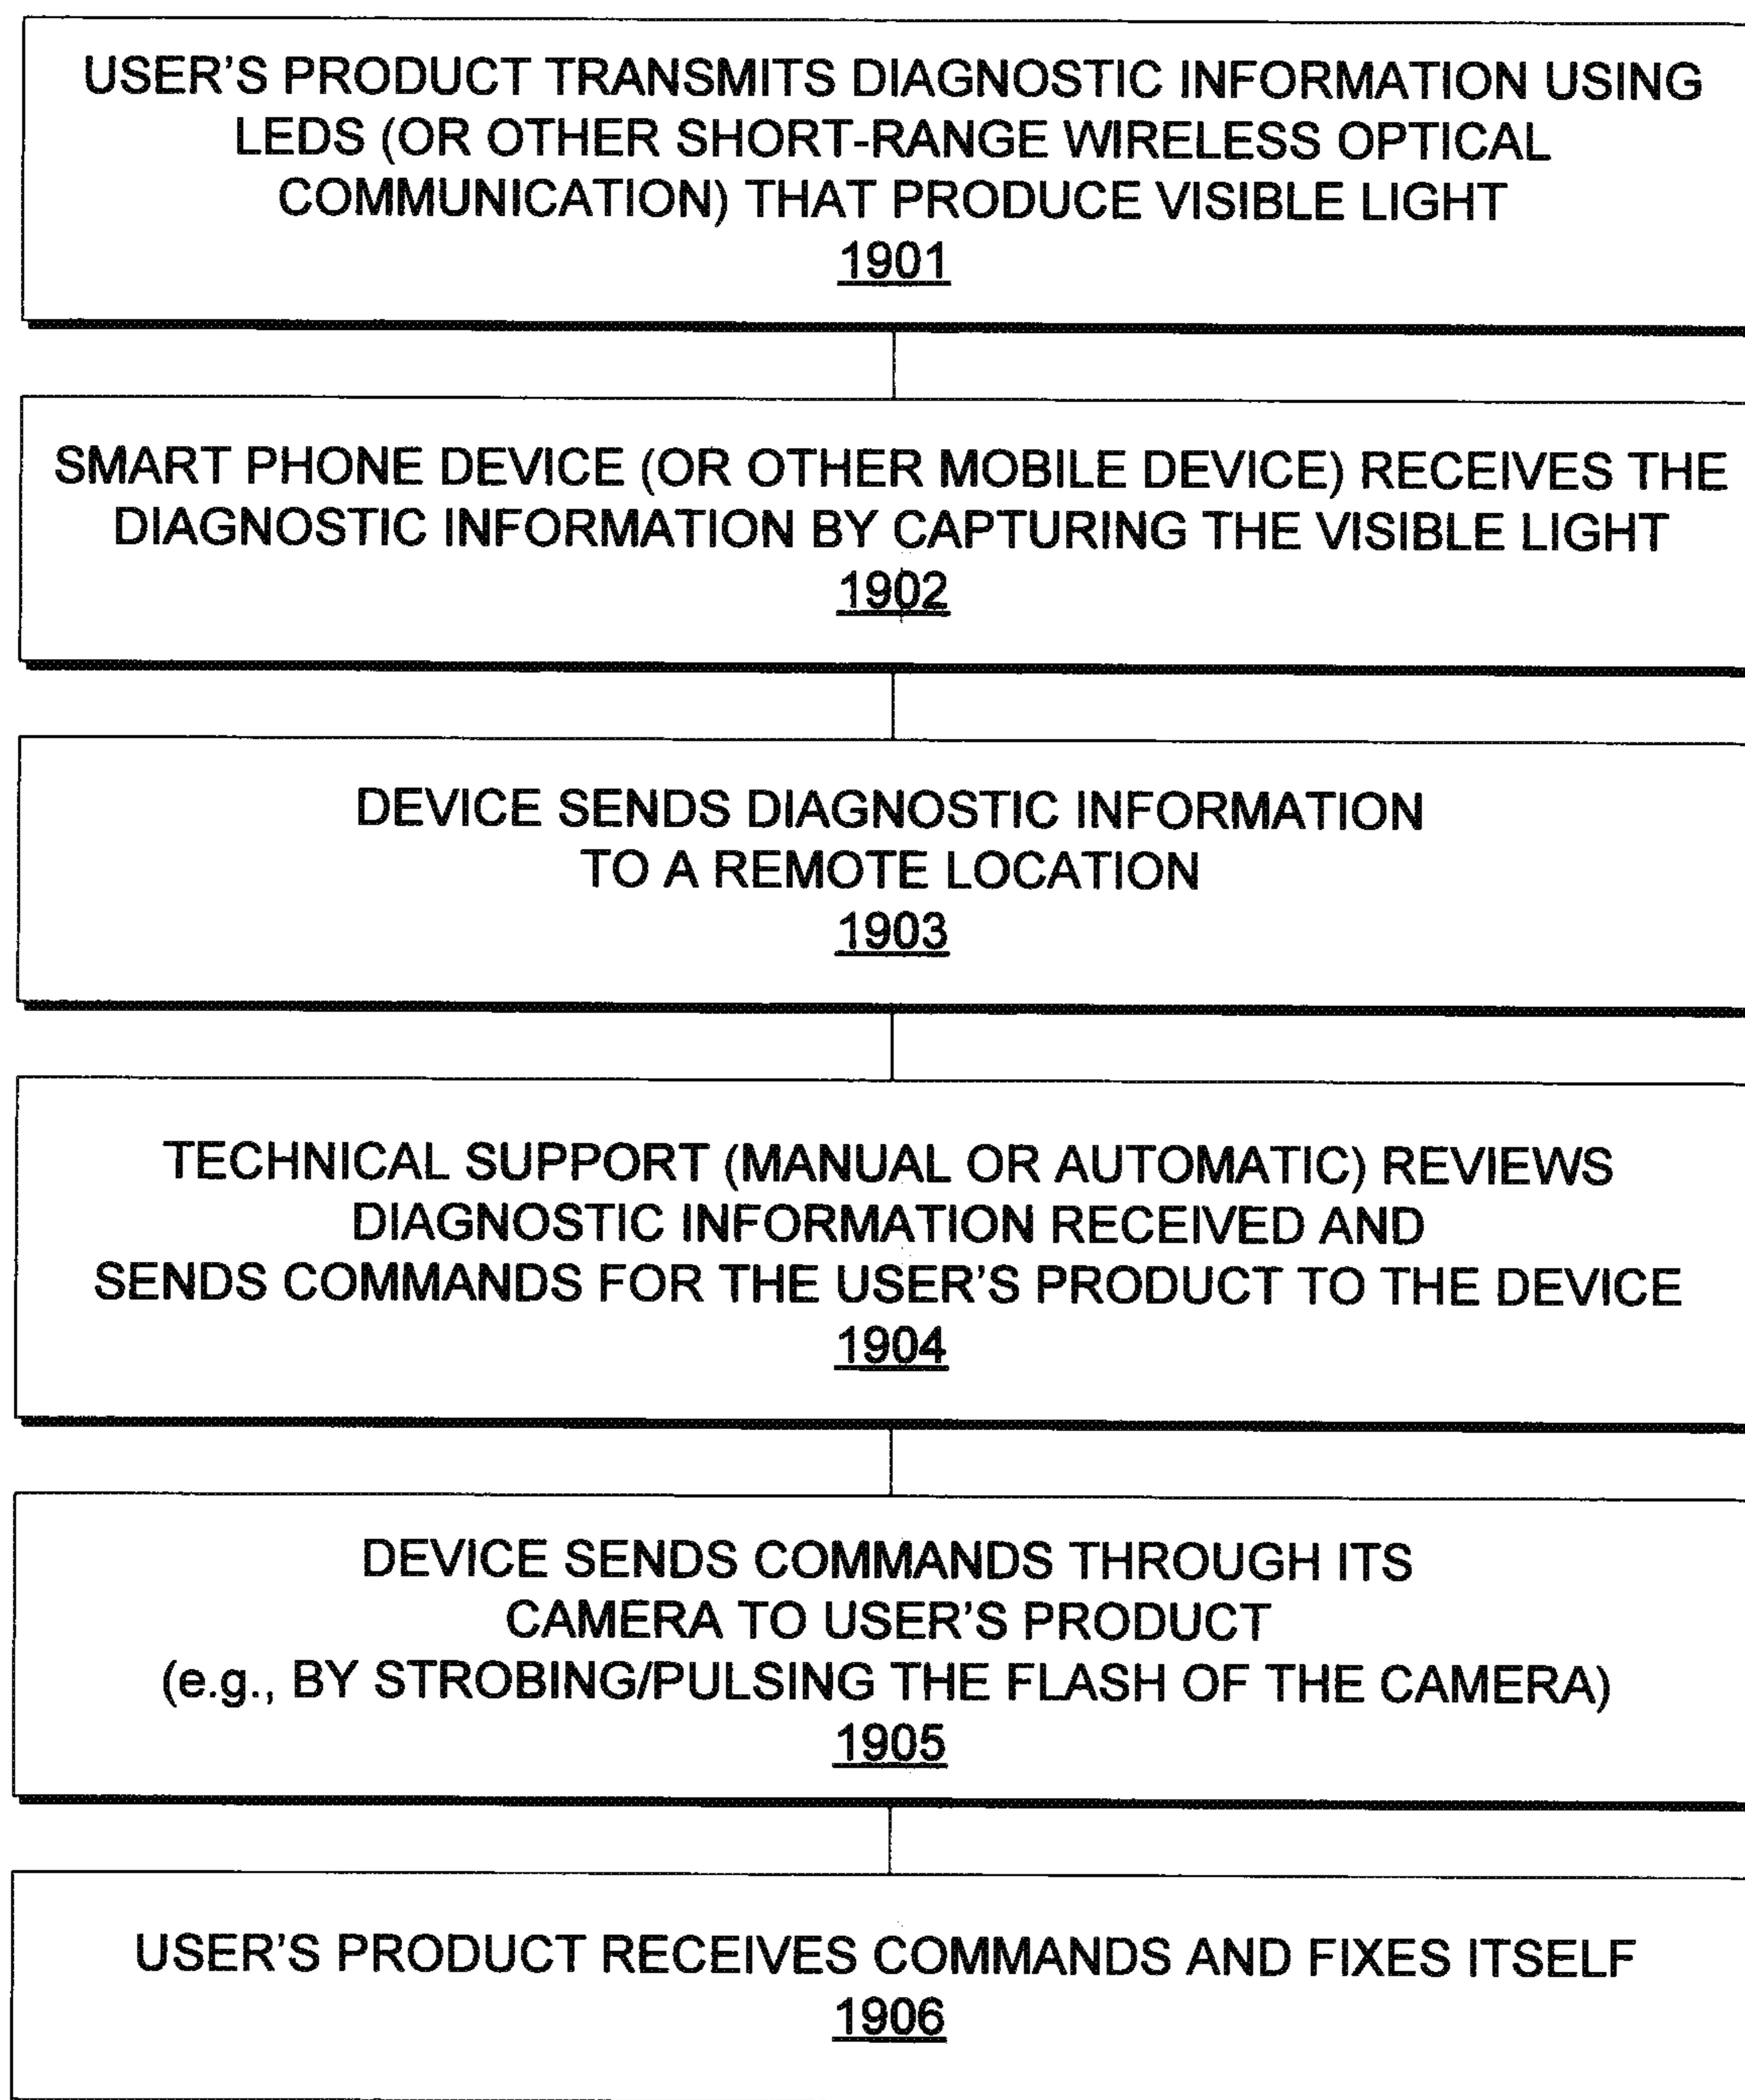 USER'S PRODUCT TRANSMITS DIAGNOSTIC INFORMATION USING
LEDS (OR OTHER SHORT-RANGE WIRELESS OPTICAL
COMMUNICATION) THAT PRODUCE VISIBLE LIGHT
1901
SMART PHONE DEVICE (OR OTHER MOBILE DEVICE) RECEIVES THE
DIAGNOSTIC INFORMATION BY CAPTURING THE VISIBLE LIGHT
1902
DEVICE SENDS DIAGNOSTIC INFORMATION
TO A REMOTE LOCATION
1903
TECHNICAL SUPPORT (MANUAL OR AUTOMATIC) REVIEWS
DIAGNOSTIC INFORMATION RECEIVED AND
SENDS COMMANDS FOR THE USER'S PRODUCT TO THE DEVICE
1904
DEVICE SENDS COMMANDS THROUGH ITS
CAMERA TO USER'S PRODUCT
(e.g., BY STROBING/PULSING THE FLASH OF THE CAMERA)
1905
USER'S PRODUCT RECEIVES COMMANDS AND FIXES ITSELF
1906